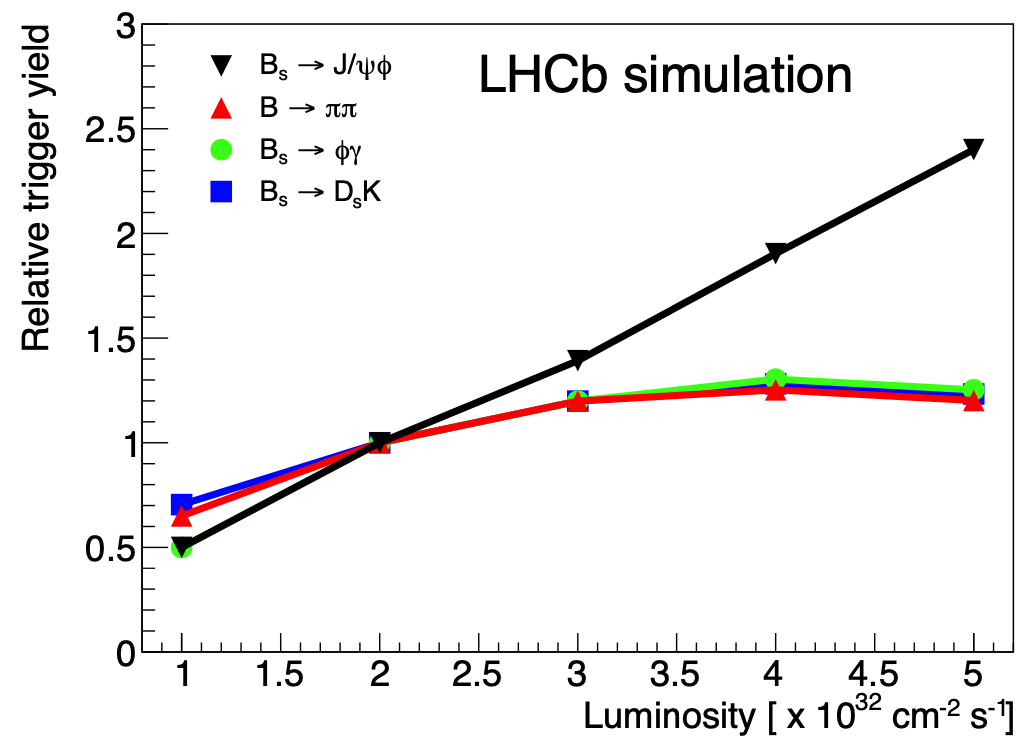 Relative trigger yield
3
2.5
2
1.5
1
0.5
0
LHCb simulation
Bₛ → J/ψϕ
B → ππ
Bₛ → ϕγ
Bₛ → DₛK
1 1.5 2 2.5 3 3.5 4 4.5 5
Luminosity [ x 10³² cm⁻² s⁻¹]